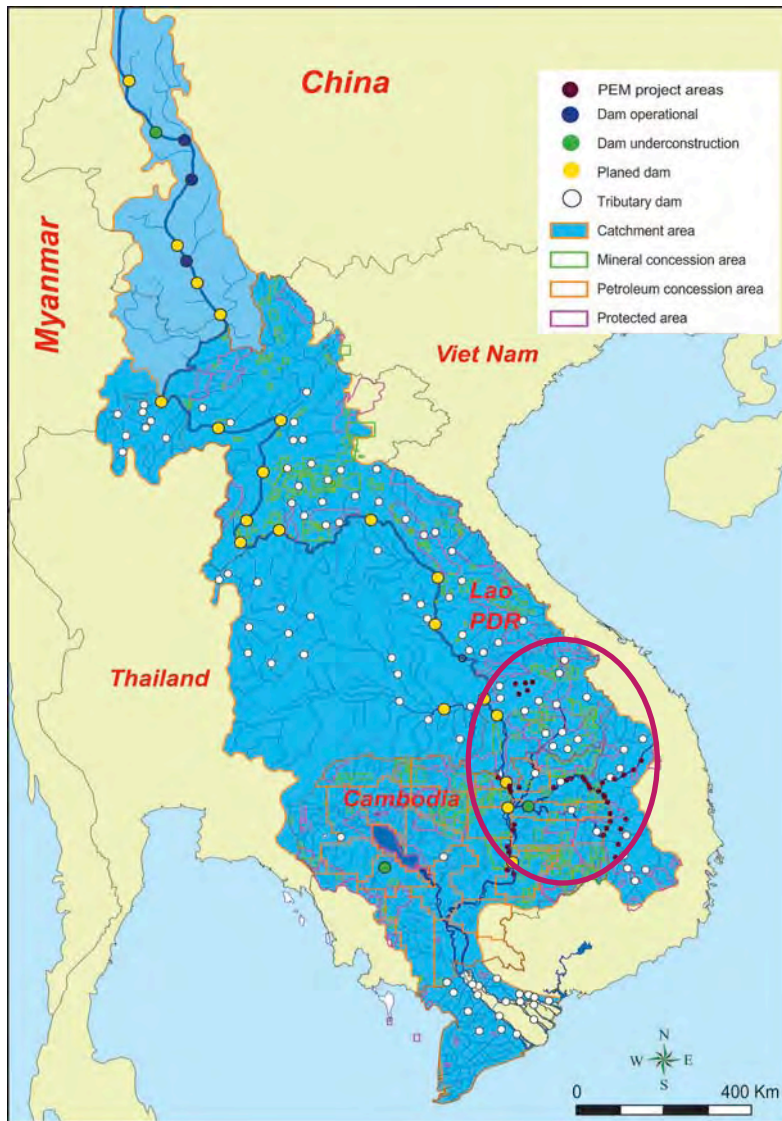 China
PEM project areas
Dam operational
Dam underconstruction
Planed dam
Tributary dam
Catchment area
Mineral concession area
Petroleum concession area
Protected area
Myanmar
Viet Nam
Lao
PDR
Thailand
Cambodia
N
W E
S
0 400 Km